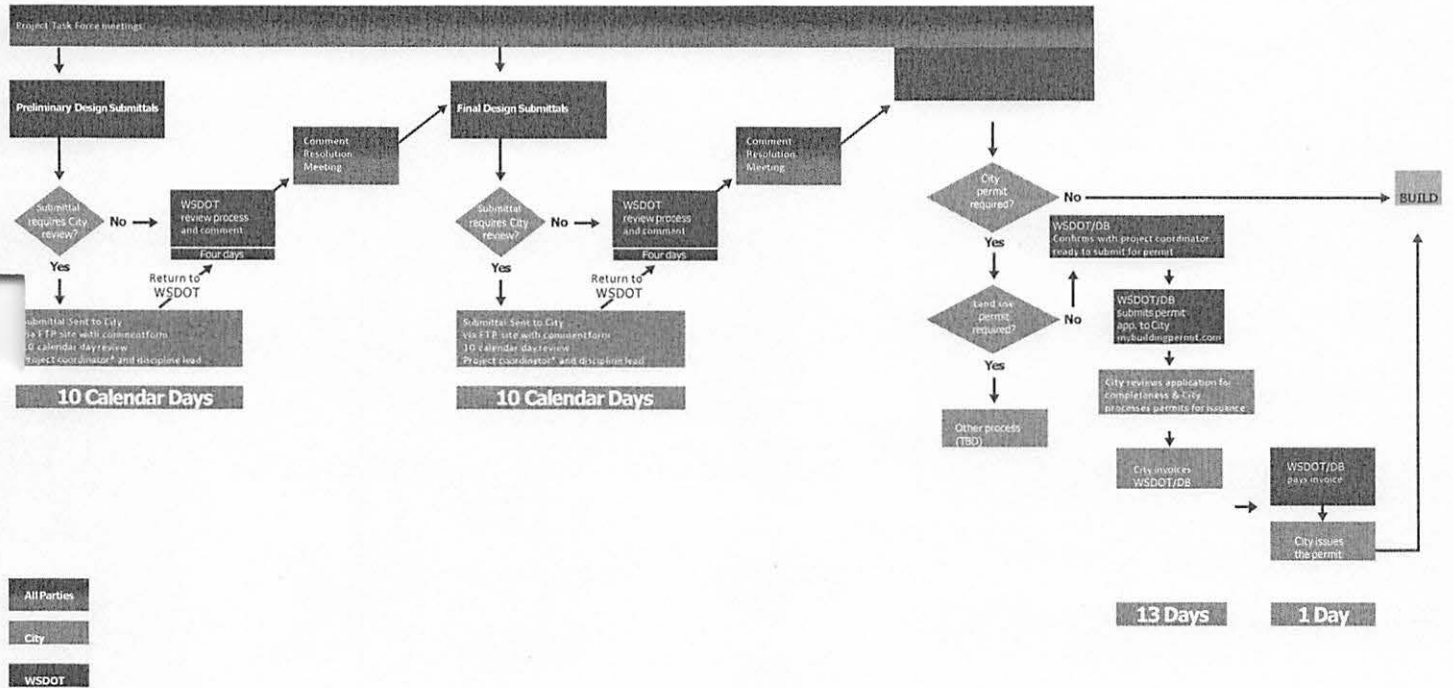 Project Task Force meetings
Preliminary Design Submittals
Final Design Submittals
Comment
Resolution
Meeting
Comment
Resolution
Meeting
Submittal
requires City
review?
No
WSDOT
review process
and comment
Four days
Submittal
requires City
review?
No
WSDOT
review process
and comment
Four days
City
permit
required?
No
BUILD
Yes
Return to
WSDOT
Yes
Return to
WSDOT
Yes
WSDOT/DB
Confirms with project coordinator
ready to submit for permit
Submittal Sent to City
via FTP site with commentform
10 calendar day review
Project coordinator* and discipline lead
Submittal Sent to City
via FTP site with commentform
10 calendar day review
Project coordinator* and discipline lead
Land use
permit
required?
No
WSDOT/DB
submits permit
app. to City
mybuildingpermit.com
10 Calendar Days
10 Calendar Days
Yes
City reviews application for
completeness & City
processes permits for issuance
Other process
(TBD)
City invoices
WSDOT/DB
WSDOT/DB
pays invoice
City issues
the permit
All Parties
City
WSDOT
13 Days
1 Day